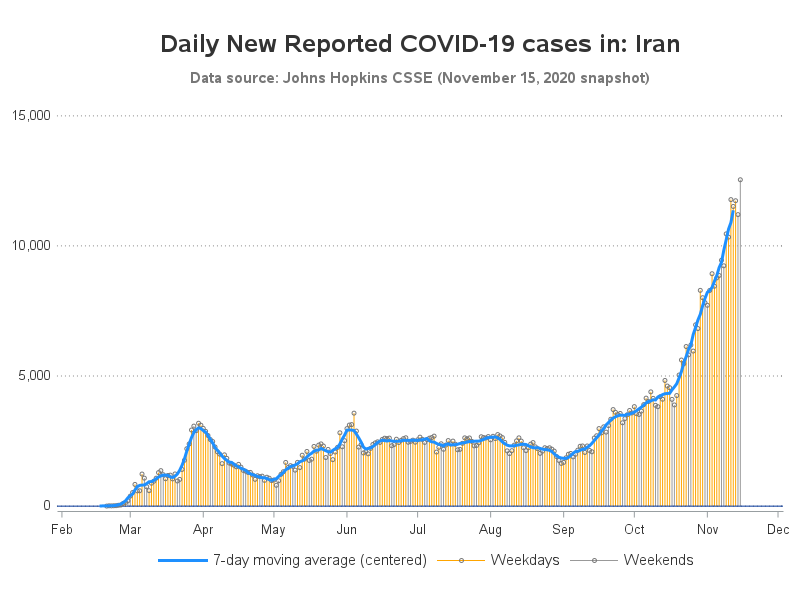 Daily New Reported COVID-19 cases in: Iran
Data source: Johns Hopkins CSSE (November 15, 2020 snapshot)
15,000
10,000
5,000
0
Feb Mar Apr May Jun Jul Aug Sep Oct Nov Dec
7-day moving average (centered) Weekdays Weekends